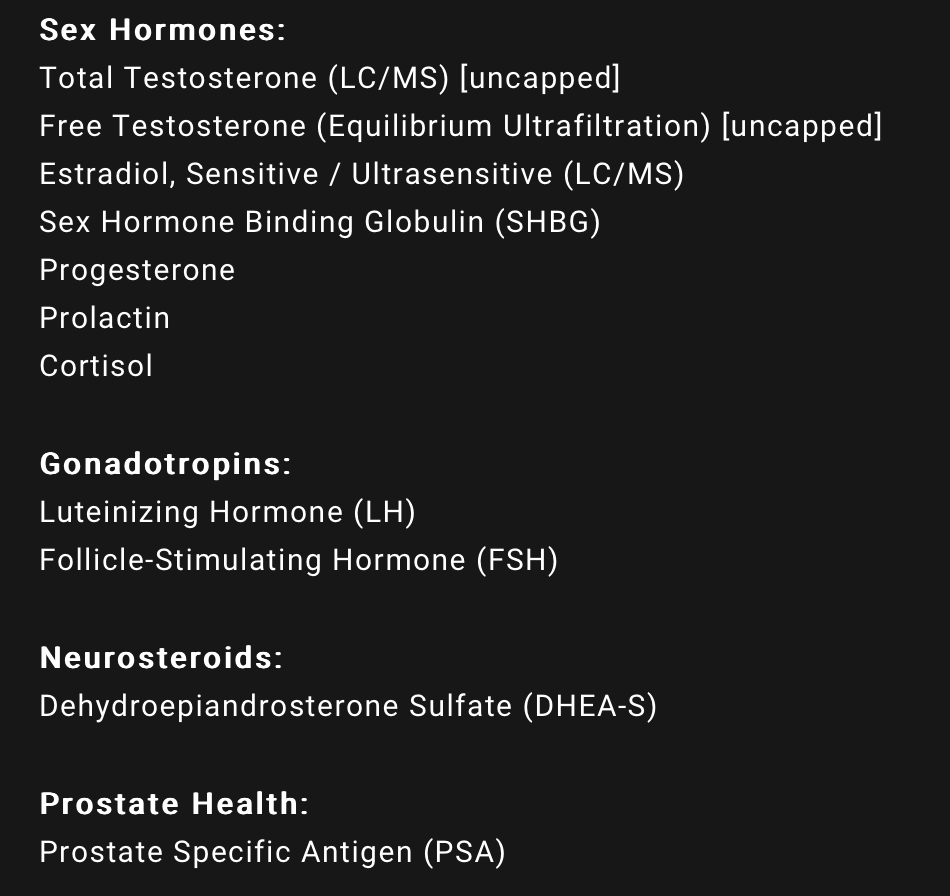 Sex Hormones:
Total Testosterone (LC/MS) [uncapped]
Free Testosterone (Equilibrium Ultrafiltration) [uncapped]
Estradiol, Sensitive / Ultrasensitive (LC/MS)
Sex Hormone Binding Globulin (SHBG)
Progesterone
Prolactin
Cortisol
Gonadotropins:
Luteinizing Hormone (LH)
Follicle-Stimulating Hormone (FSH)
Neurosteroids:
Dehydroepiandrosterone Sulfate (DHEA-S)
Prostate Health:
Prostate Specific Antigen (PSA)